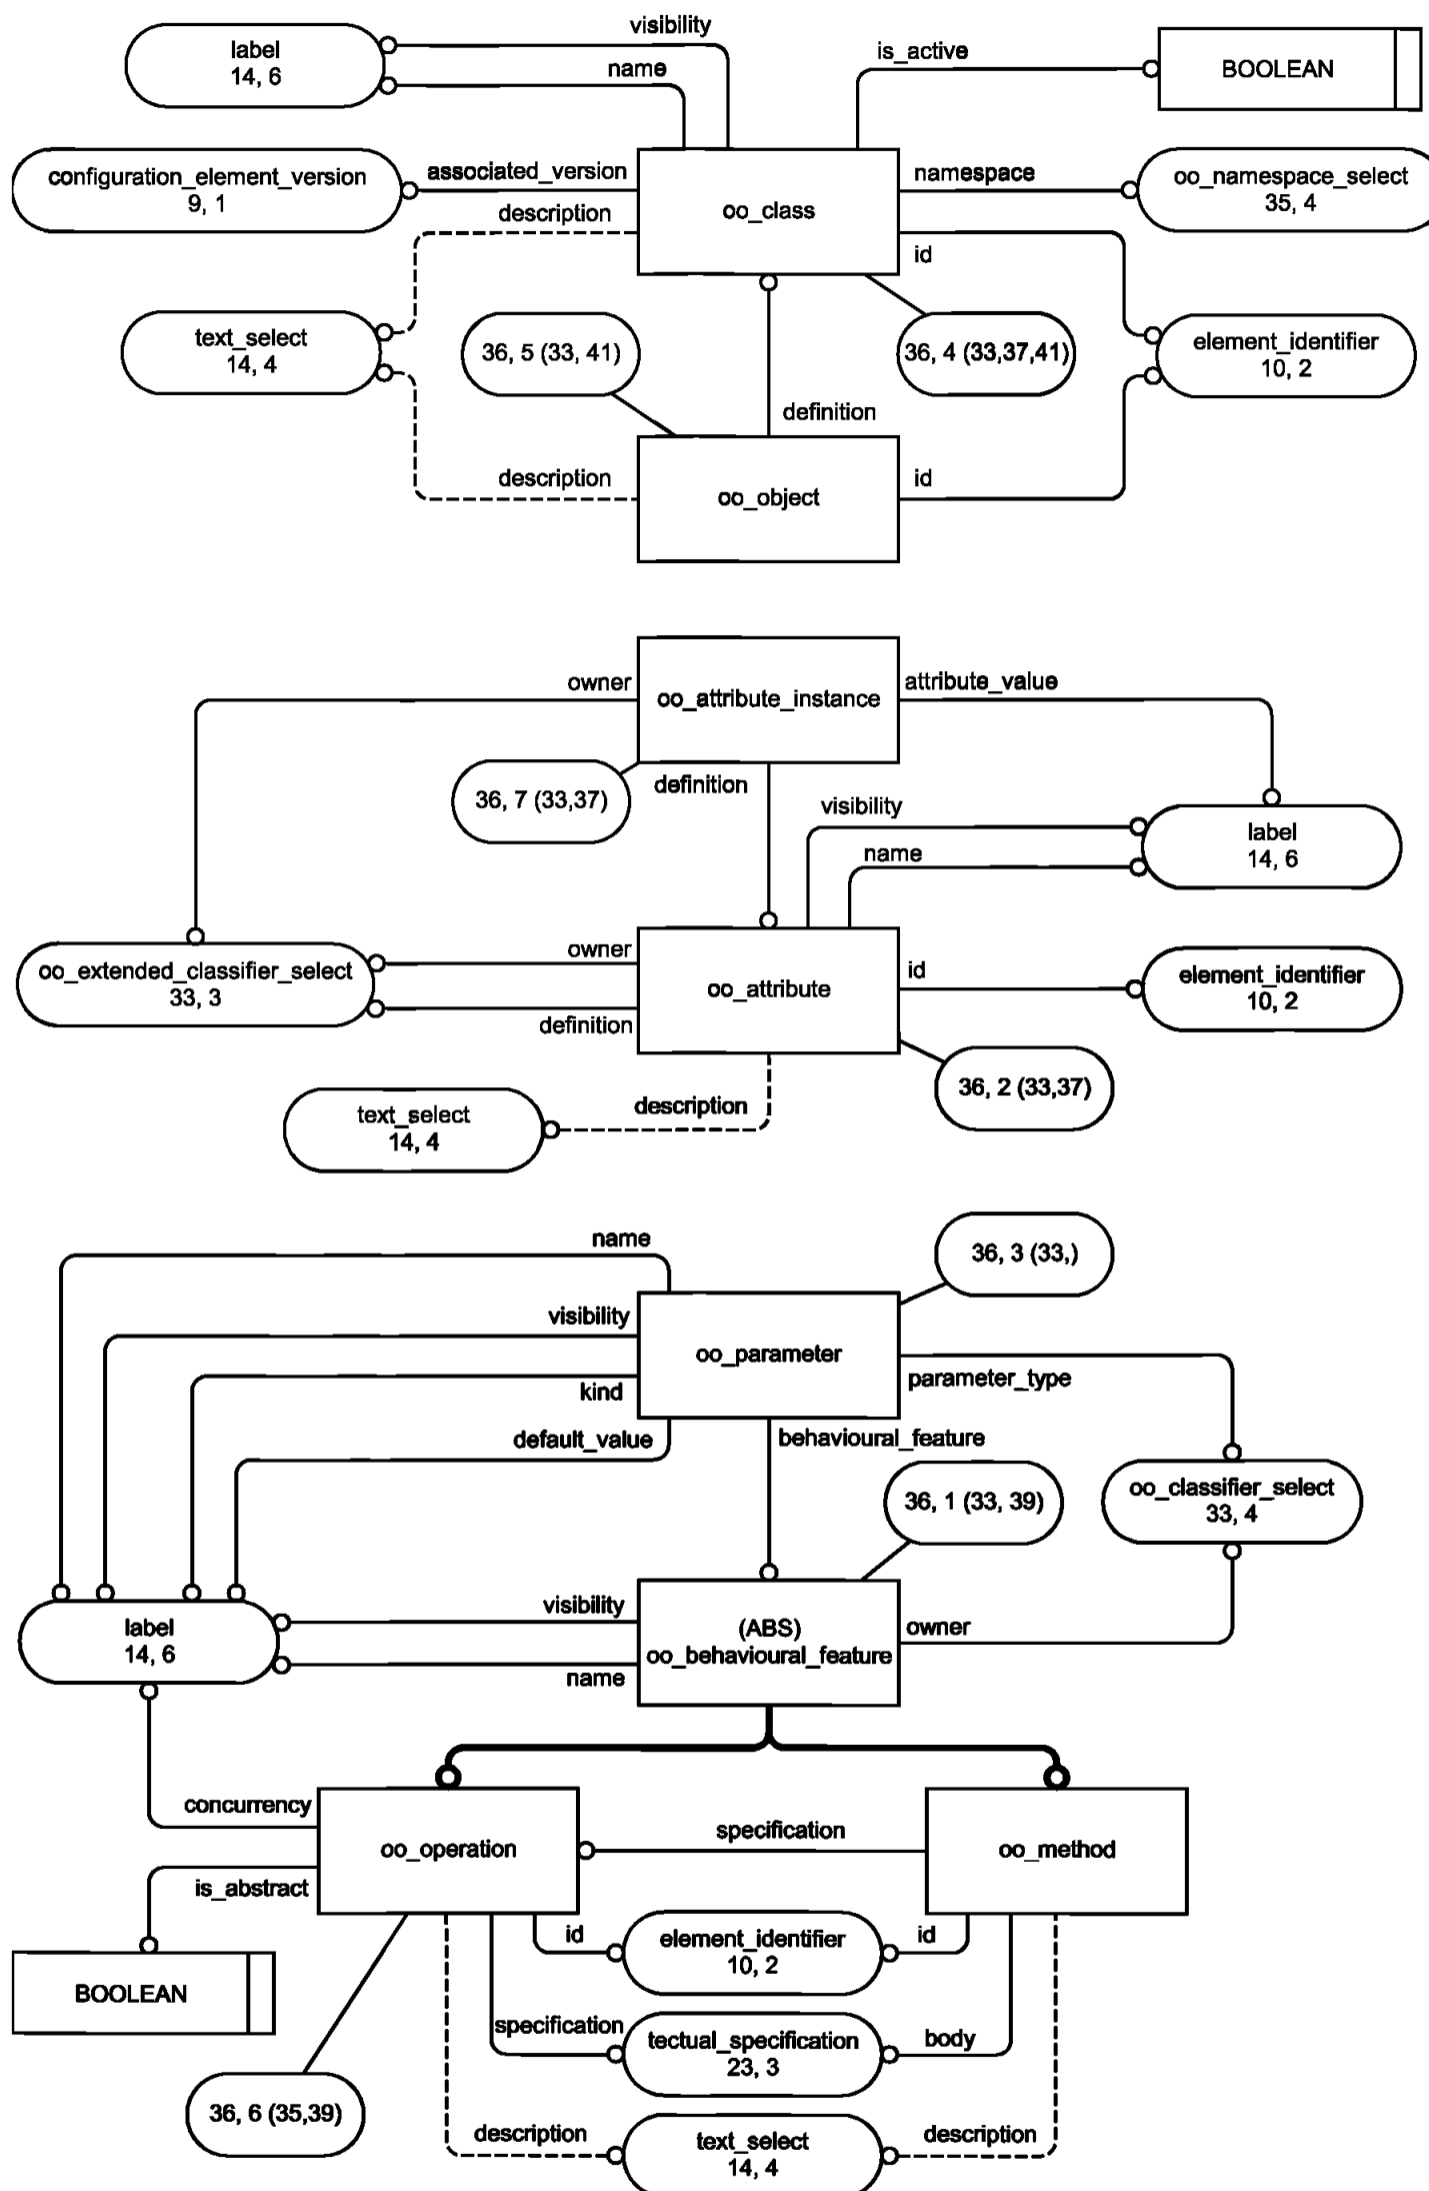 visibility
label
14, 6
name
is_active
BOOLEAN
configuration_element_version
9, 1
associated_version
description
oo_class
namespace
id
oo_namespace_select
35, 4
text_select
14, 4
36, 5 (33, 41)
36, 4 (33,37,41)
element_identifier
10, 2
definition
description
oo_object
id
owner
oo_attribute_instance
attribute_value
36, 7 (33,37)
definition
visibility
name
label
14, 6
oo_extended_classifier_select
33, 3
owner
definition
oo_attribute
id
element_identifier
10, 2
36, 2 (33,37)
text_select
14, 4
description
name
36, 3 (33,)
visibility
oo_parameter
kind
parameter_type
default_value
behavioural_feature
36, 1 (33, 39)
oo_classifier_select
33, 4
label
14, 6
visibility
name
(ABS)
oo_behavioural_feature
owner
concurrency
oo_operation
specification
oo_method
is_abstract
BOOLEAN
id
element_identifier
10, 2
id
specification
tectual_specification
23, 3
body
36, 6 (35,39)
description
text_select
14, 4
description